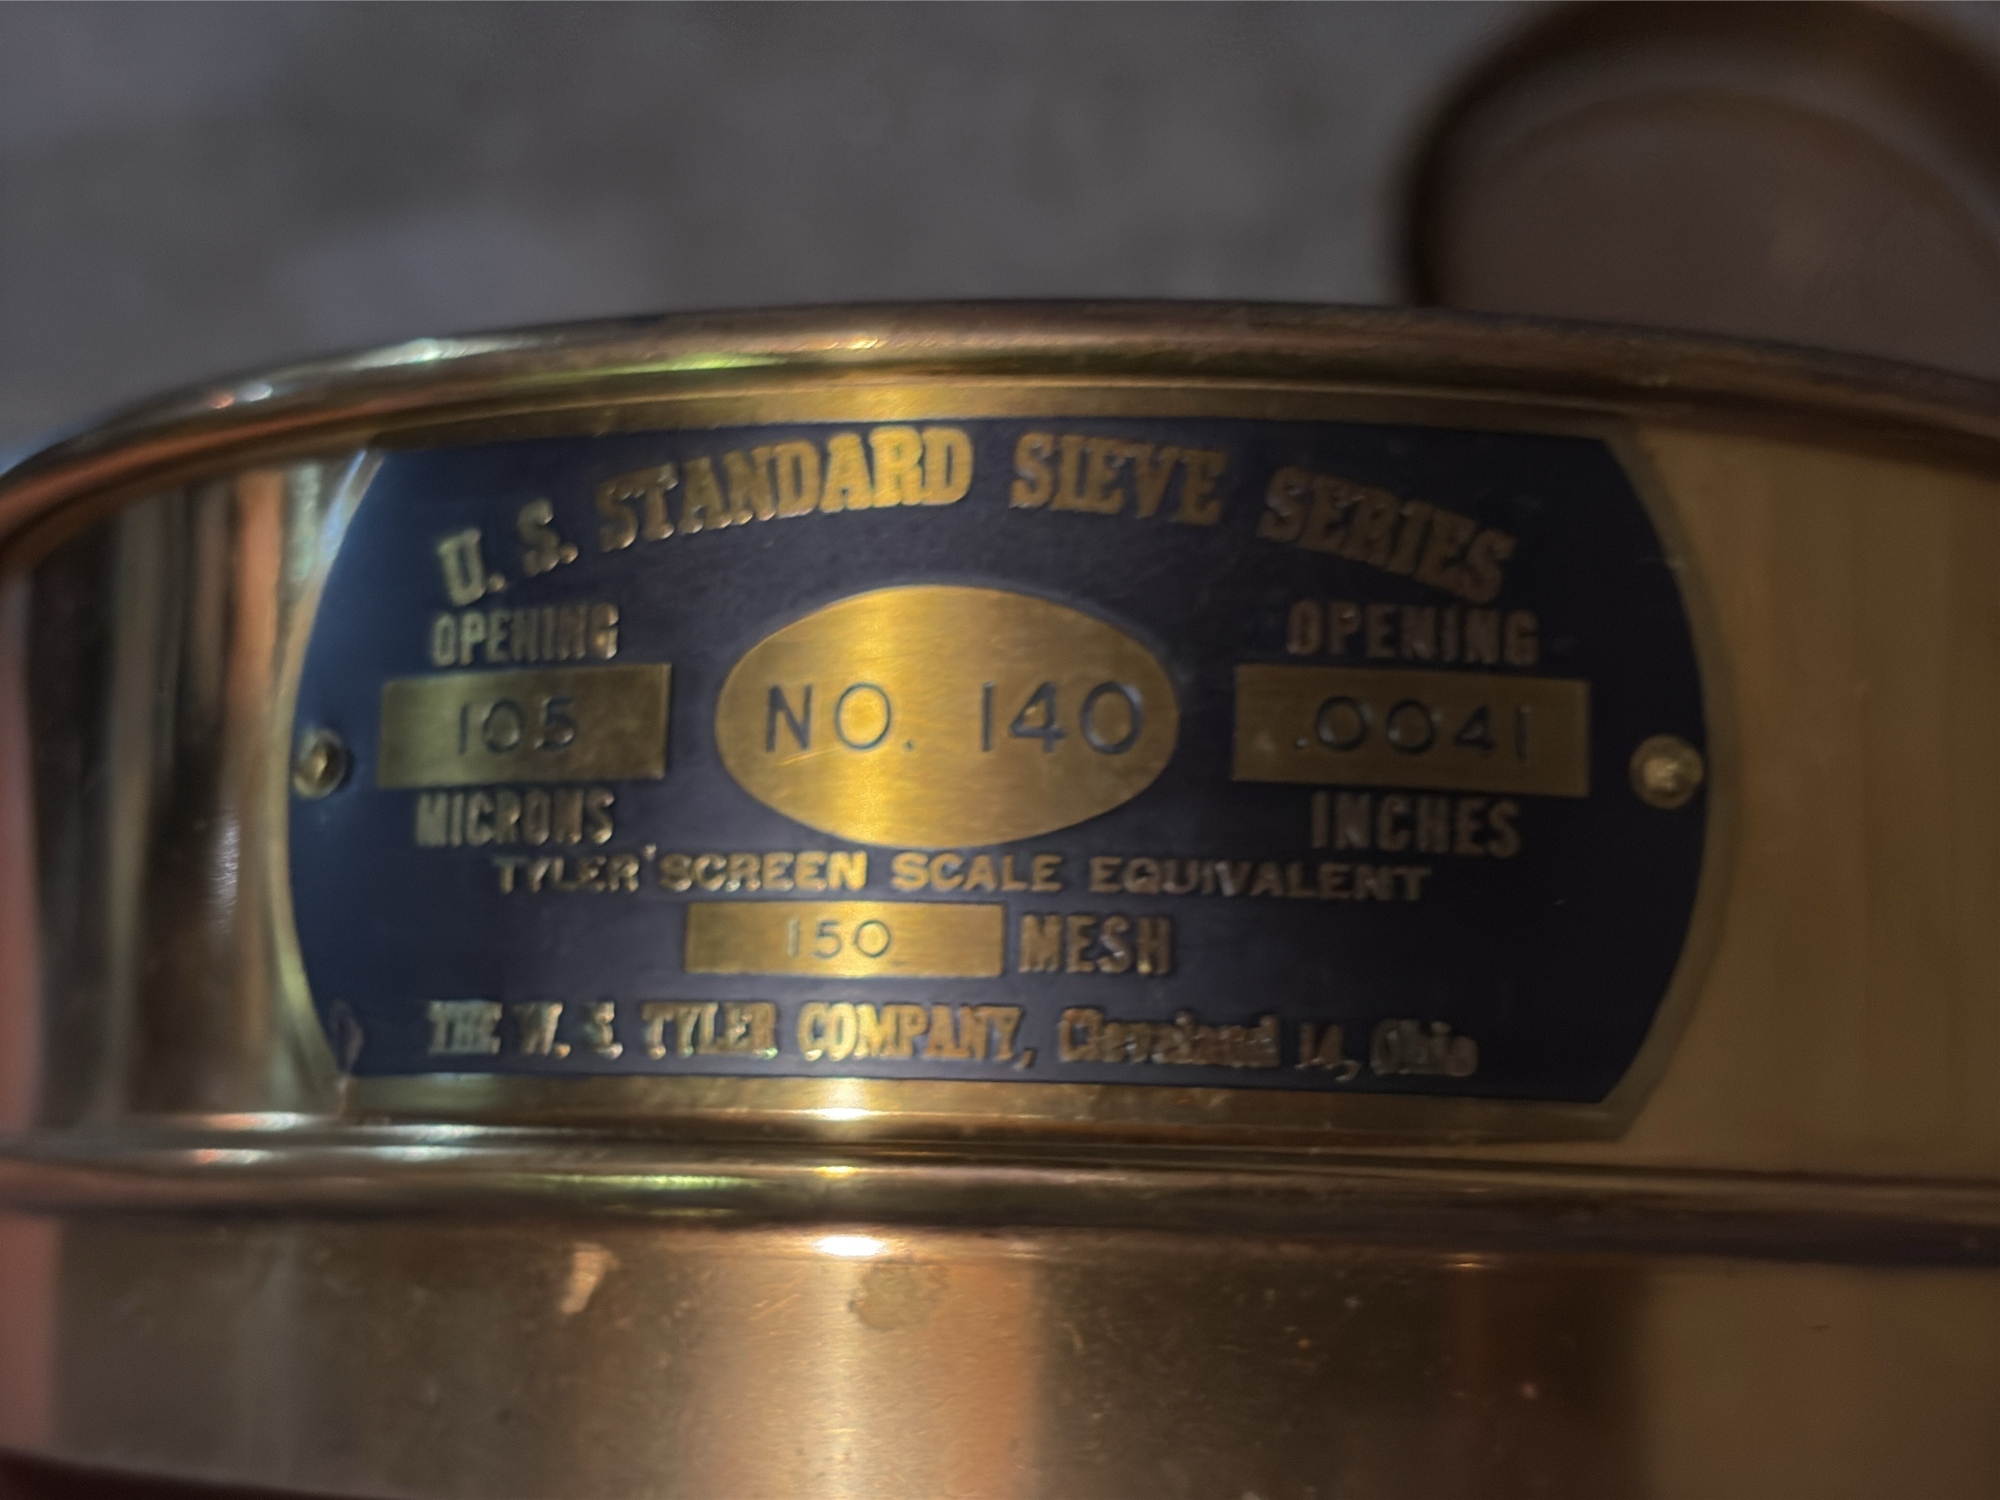 U. S. STANDARD SIEVE SERIES
OPENING
105
MICRONS
NO. 140
OPENING
.0041
INCHES
TYLER SCREEN SCALE EQUIVALENT
150 MESH
THE W. S. TYLER COMPANY, Cleveland 14, Ohio